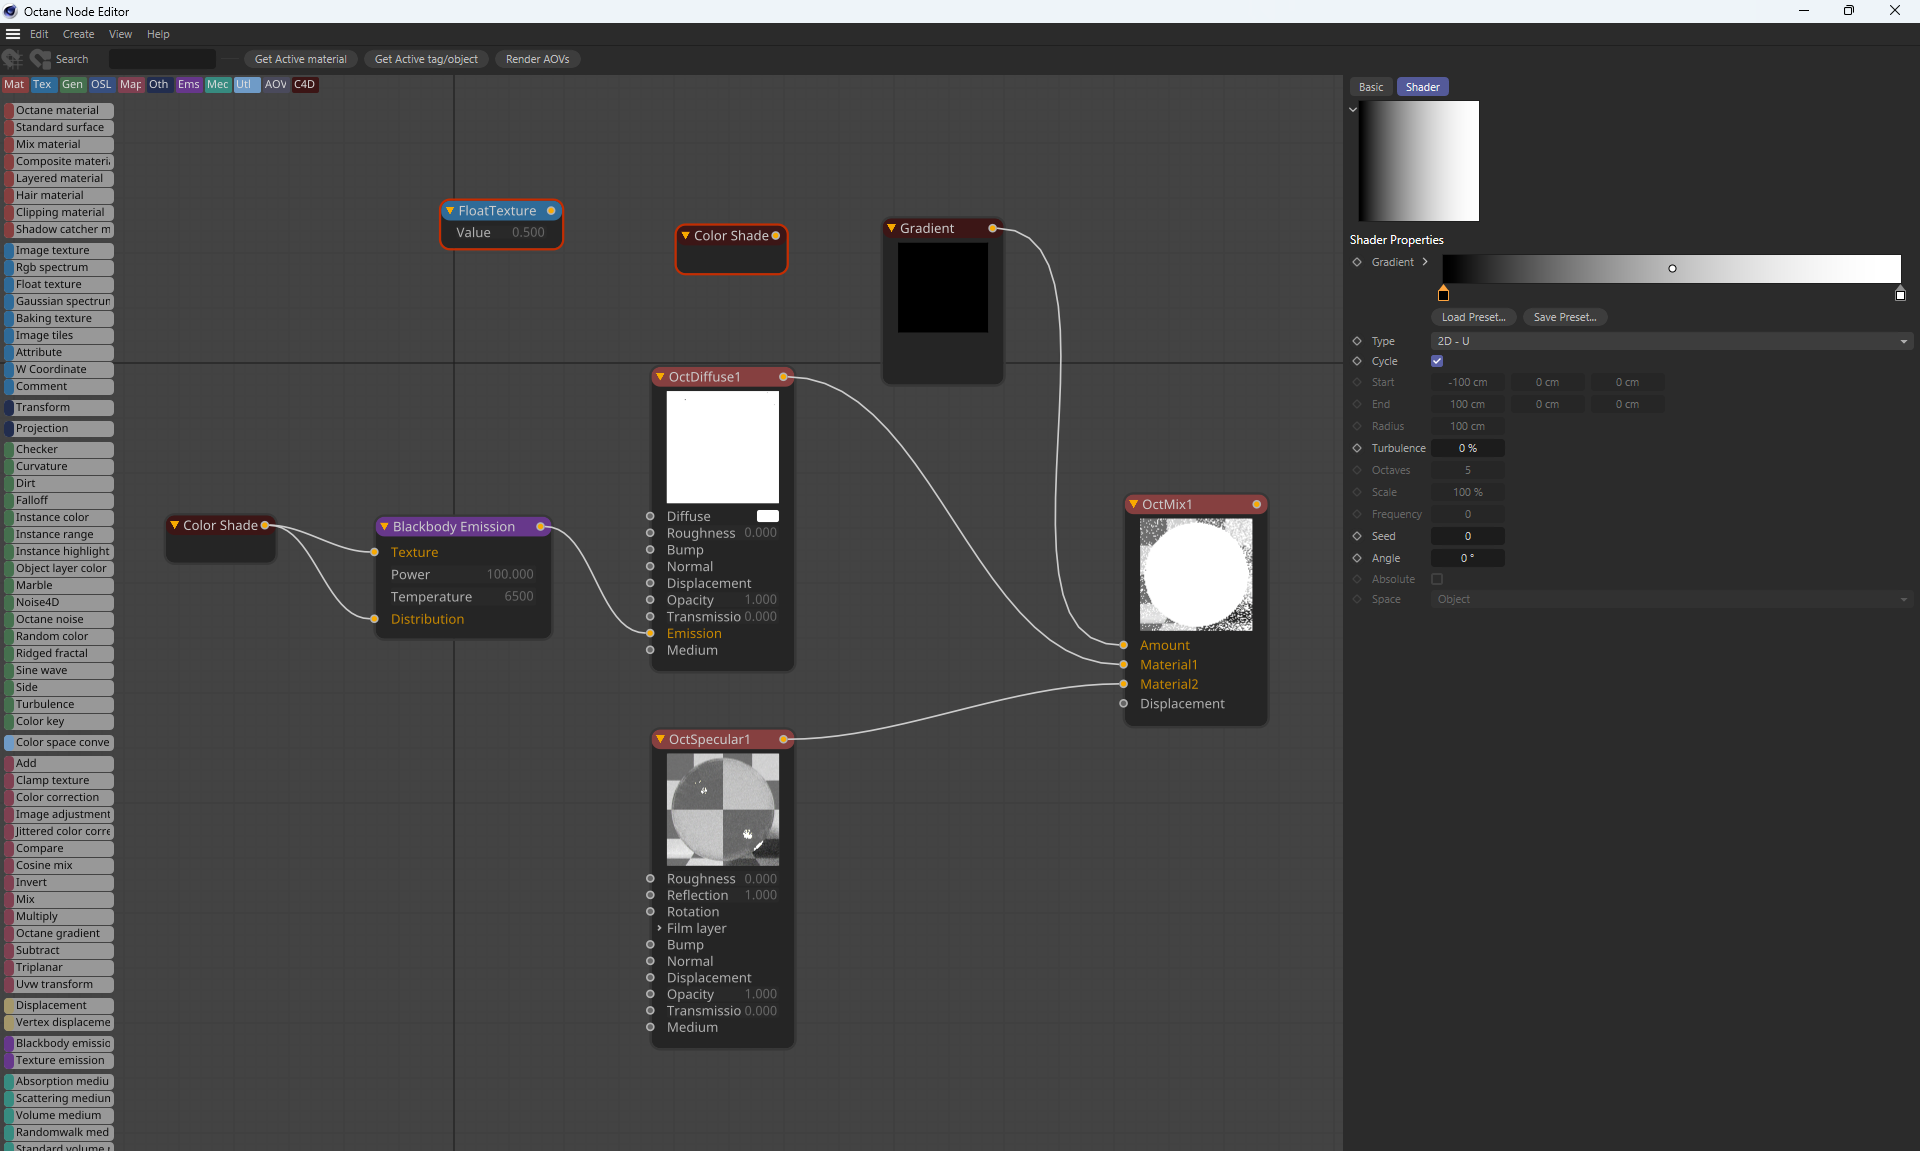 Octane Node Editor
Edit Create View Help
Search
Get Active material
Get Active tag/object
Render AOVs
Mat Tex Gen OSL Map Oth Ems Mec Utl AOV C4D
Octane material
Standard surface
Mix material
Composite materi
Layered material
Hair material
Clipping material
Shadow catcher m
Image texture
Rgb spectrum
Float texture
Gaussian spectrun
Baking texture
Image tiles
Attribute
W Coordinate
Comment
Transform
Projection
Checker
Curvature
Dirt
Falloff
Instance color
Instance range
Instance highlight
Object layer color
Marble
Noise4D
Octane noise
Random color
Ridged fractal
Sine wave
Side
Turbulence
Color key
Color space conve
Add
Clamp texture
Color correction
Image adjustment
Jittered color corre
Compare
Cosine mix
Invert
Mix
Multiply
Octane gradient
Subtract
Triplanar
Uvw transform
Displacement
Vertex displaceme
Blackbody emissio
Texture emission
Absorption mediu
Scattering mediun
Volume medium
Randomwalk med
Standard volume
FloatTexture
Value 0.500
Color Shade
Gradient
Color Shade
Blackbody Emission
Texture
Power 100.000
Temperature 6500
Distribution
OctDiffuse1
Diffuse
Roughness 0.000
Bump
Normal
Displacement
Opacity 1.000
Transmissio 0.000
Emission
Medium
OctSpecular1
Roughness 0.000
Reflection 1.000
Rotation
Film layer
Bump
Normal
Displacement
Opacity 1.000
Transmissio 0.000
Medium
OctMix1
Amount
Material1
Material2
Displacement
Basic Shader
Shader Properties
Gradient
Load Preset...
Save Preset...
Type 2D - U
Cycle
Start -100 cm 0 cm 0 cm
End 100 cm 0 cm 0 cm
Radius 100 cm
Turbulence 0 %
Octaves 5
Scale 100 %
Frequency 0
Seed 0
Angle 0 °
Absolute
Space Object